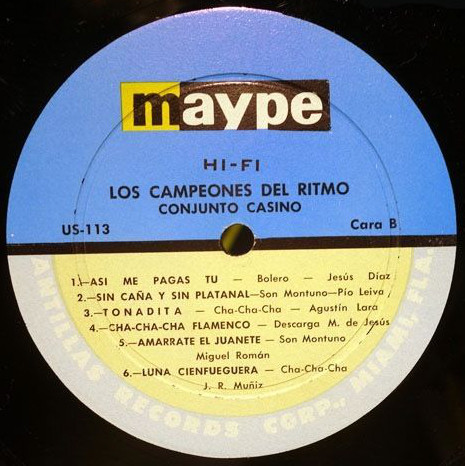 maype
HI-FI
LOS CAMPEONES DEL RITMO
CONJUNTO CASINO
US-113 Cara B
1.—ASI ME PAGAS TU — Bolero — Jesús Díaz
2.—SIN CAÑA Y SIN PLATANAL—Son Montuno—Pío Leiva
3.—TONADITA — Cha-Cha-Cha — Agustín Lara
4.—CHA-CHA-CHA FLAMENCO — Descarga M. de Jesús
5.—AMARRATE EL JUANETE — Son Montuno
Miguel Román
6.—LUNA CIENFUEGUERA — Cha-Cha-Cha
J. R. Muñiz
ANTILLAS RECORDS CORP., MIAMI, FLA.